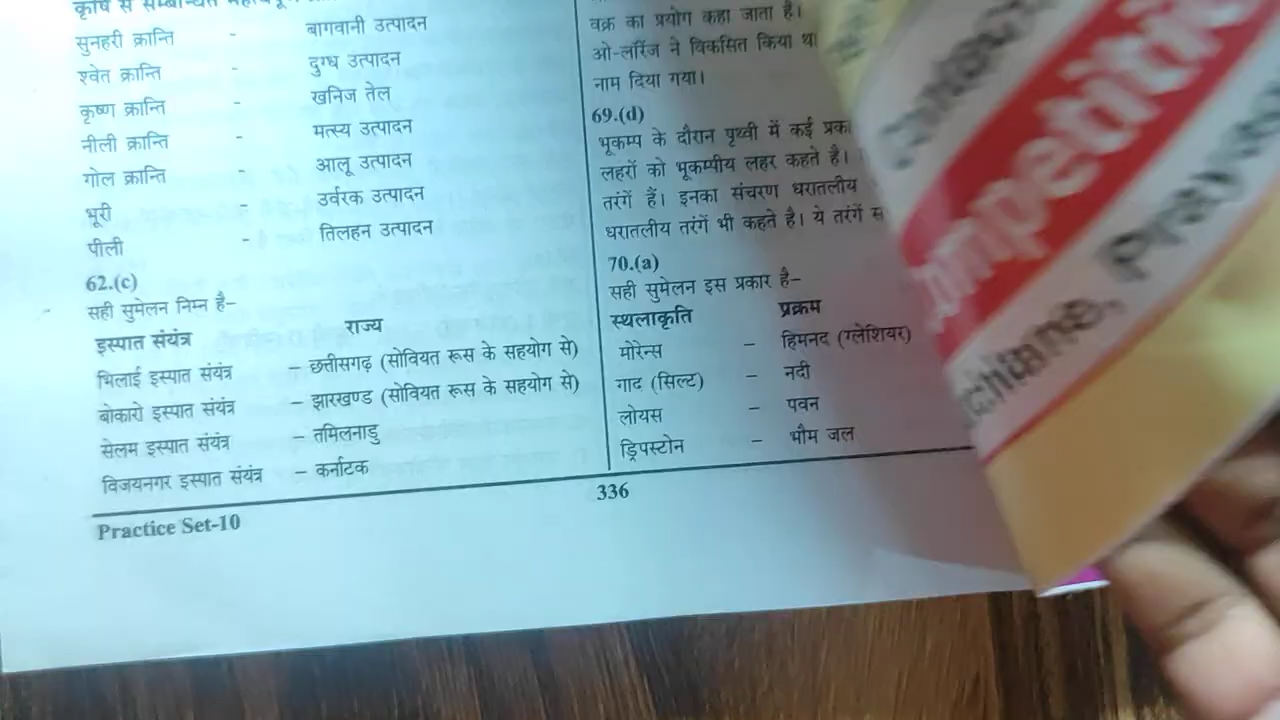 कृषि से सम्बन्धित
सुनहरी क्रान्ति - बागवानी उत्पादन
श्वेत क्रान्ति - दुग्ध उत्पादन
कृष्ण क्रान्ति - खनिज तेल
नीली क्रान्ति - मत्स्य उत्पादन
गोल क्रान्ति - आलू उत्पादन
भूरी - उर्वरक उत्पादन
पीली - तिलहन उत्पादन
62.(c)
सही सुमेलन निम्न है–
इस्पात संयंत्र राज्य
भिलाई इस्पात संयंत्र – छत्तीसगढ़ (सोवियत रूस के सहयोग से)
बोकारो इस्पात संयंत्र – झारखण्ड (सोवियत रूस के सहयोग से)
सेलम इस्पात संयंत्र – तमिलनाडु
विजयनगर इस्पात संयंत्र – कर्नाटक
वक्र का प्रयोग कहा जाता है।
ओ-लॉरेंज ने विकसित किया था
नाम दिया गया।
69.(d)
भूकम्प के दौरान पृथ्वी में कई
लहरों को भूकम्पीय लहर कहते है।
तरंगें हैं। इनका संचरण धरातलीय
धरातलीय तरंगें भी कहते है। ये तरंगें
70.(a)
सही सुमेलन इस प्रकार है–
स्थलाकृति प्रक्रम
मोरेन्स – हिमनद (ग्लेशियर)
गाद (सिल्ट) – नदी
लोयस – पवन
ड्रिपस्टोन – भौम जल
336
Practice Set-10